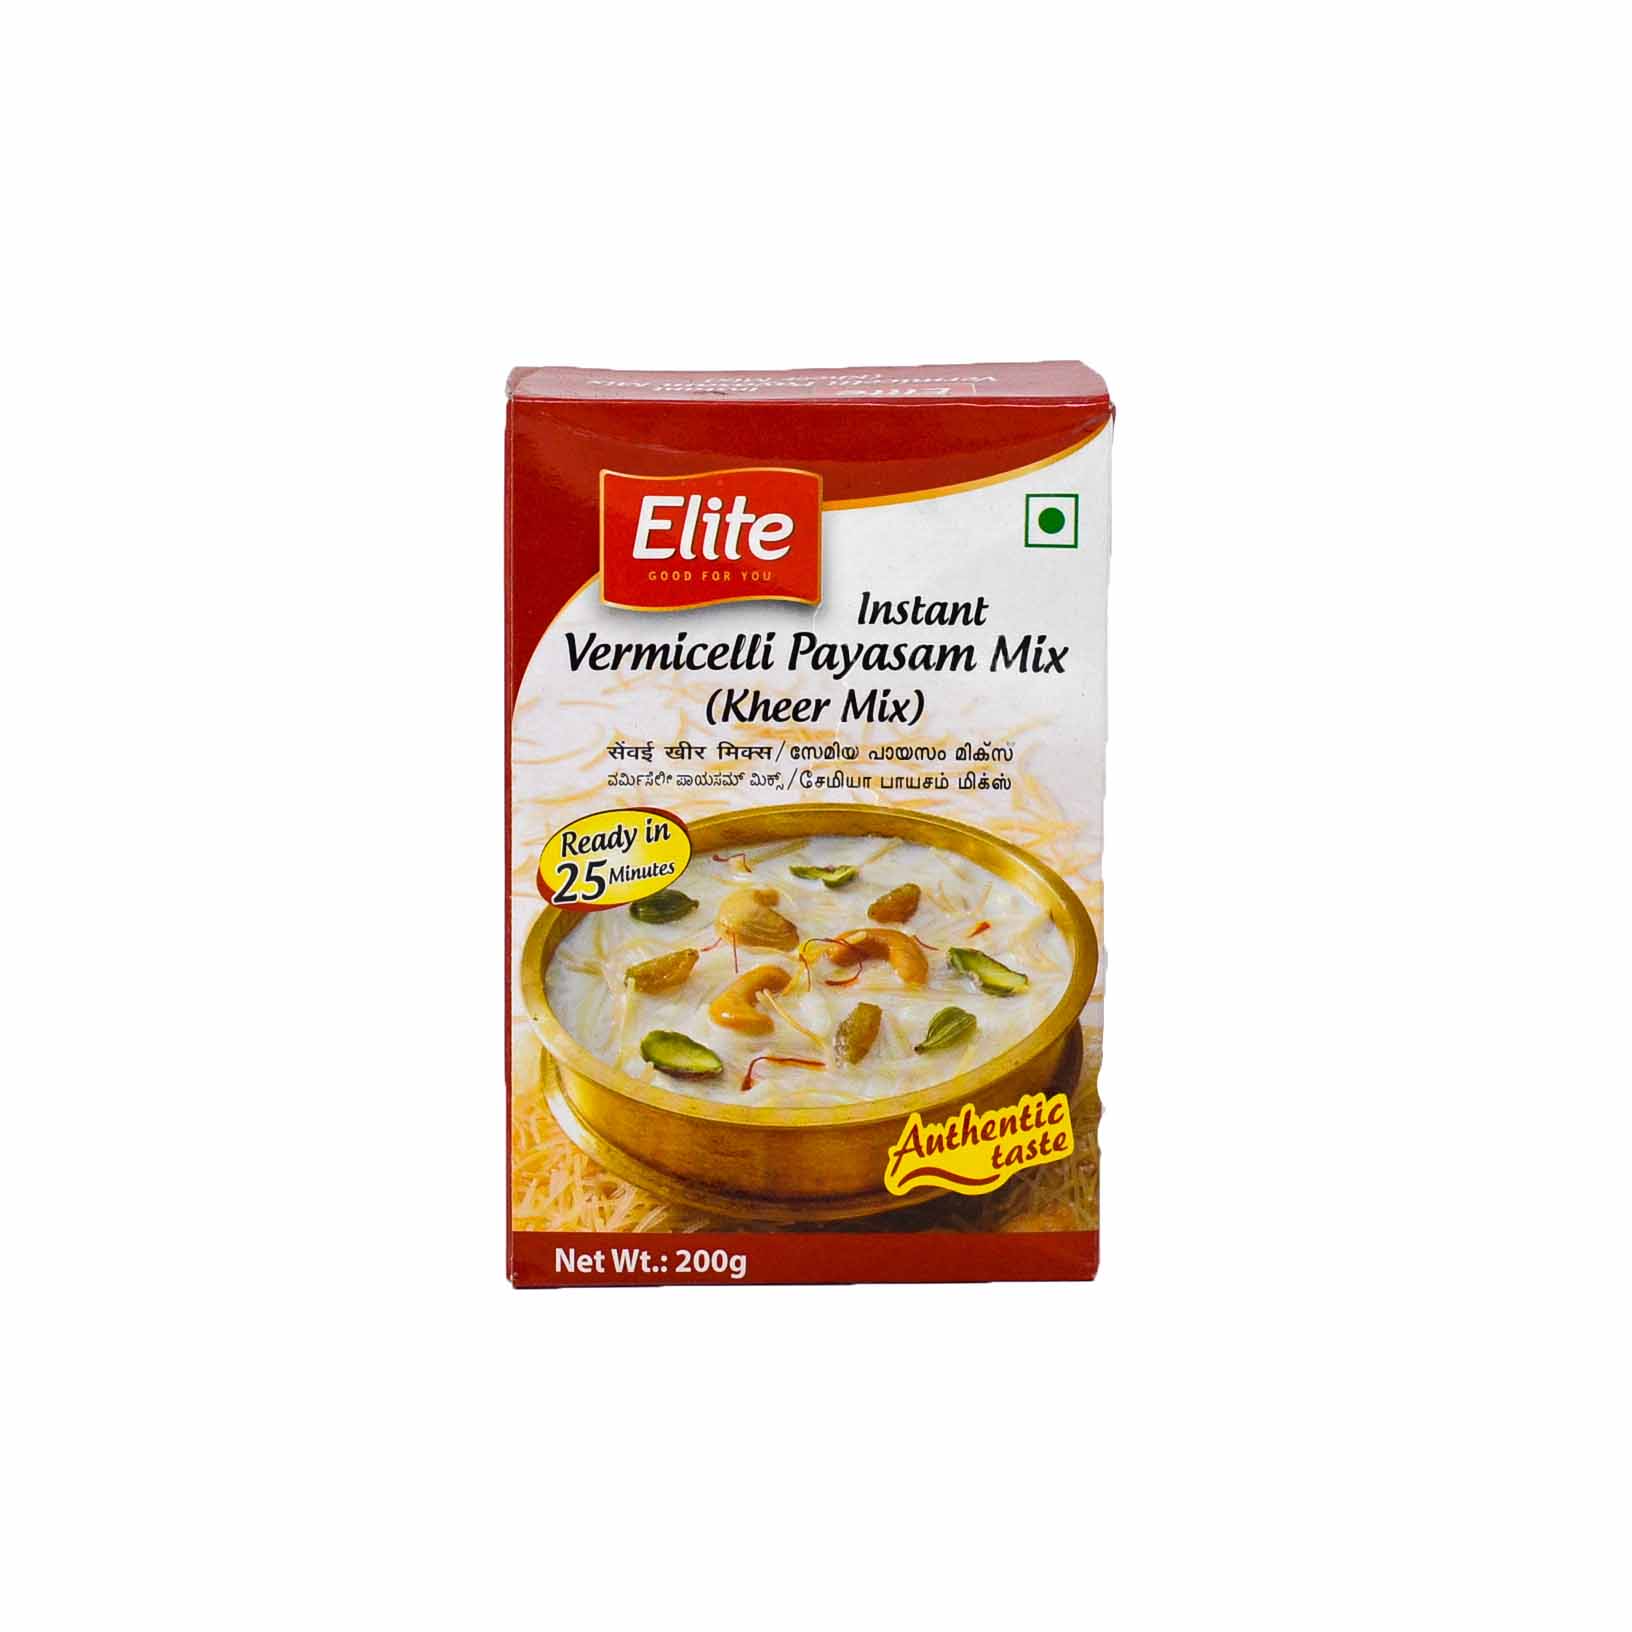 Elite
GOOD FOR YOU
Instant
Vermicelli Payasam Mix
(Kheer Mix)
सेंवई खीर मिक्स/സേമിയ പായസം മിക്സ്
ವರ್ಮಿಸೆಲೀ ಪಾಯಸಮ್ ಮಿಕ್ಸ್/சேமியா பாயசம் மிக்ஸ்
Ready in
25 Minutes
Authentic
taste
Net Wt.: 200g